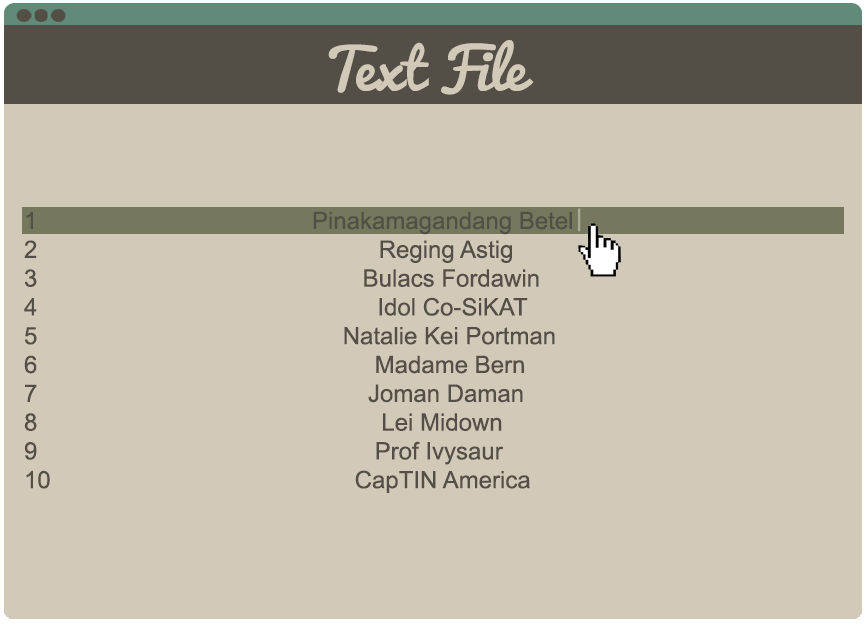 Text File
1 Pinakamagandang Betel
2 Reging Astig
3 Bulacs Fordawin
4 Idol Co-SiKAT
5 Natalie Kei Portman
6 Madame Bern
7 Joman Daman
8 Lei Midown
9 Prof Ivysaur
10 CapTIN America